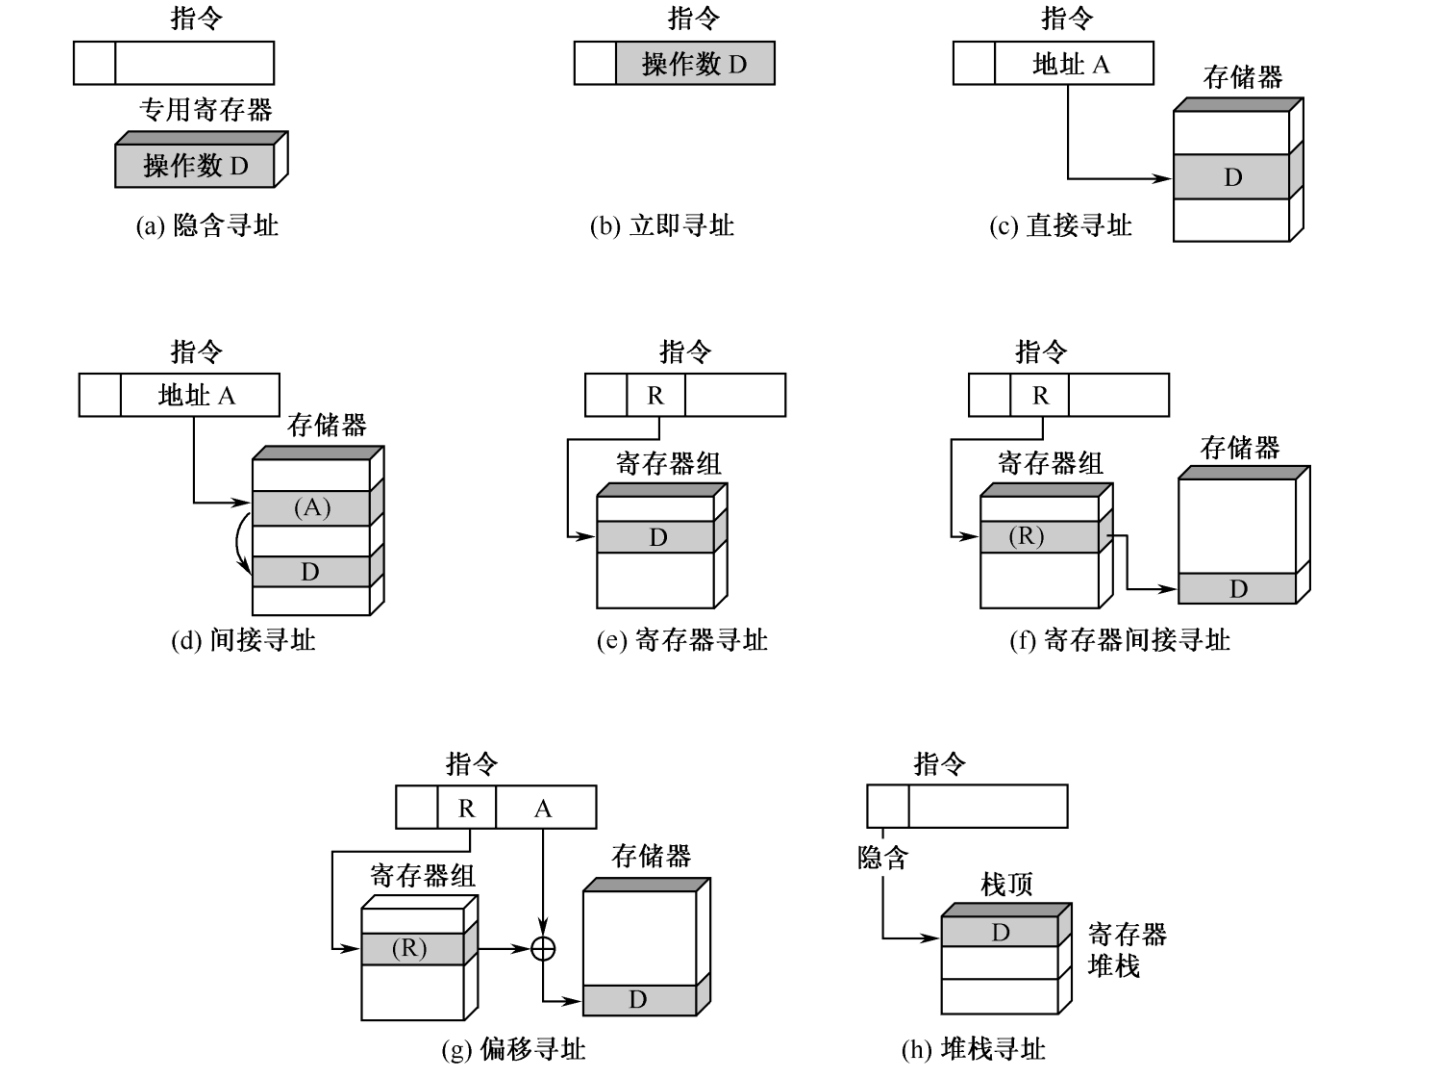 指令
专用寄存器
操作数 D
(a) 隐含寻址
指令
操作数 D
(b) 立即寻址
指令
地址 A
存储器
D
(c) 直接寻址
指令
地址 A
存储器
(A)
D
(d) 间接寻址
指令
R
寄存器组
D
(e) 寄存器寻址
指令
R
寄存器组
(R)
存储器
D
(f) 寄存器间接寻址
指令
R A
寄存器组
(R)
存储器
D
(g) 偏移寻址
指令
隐含
栈顶
D
寄存器
堆栈
(h) 堆栈寻址